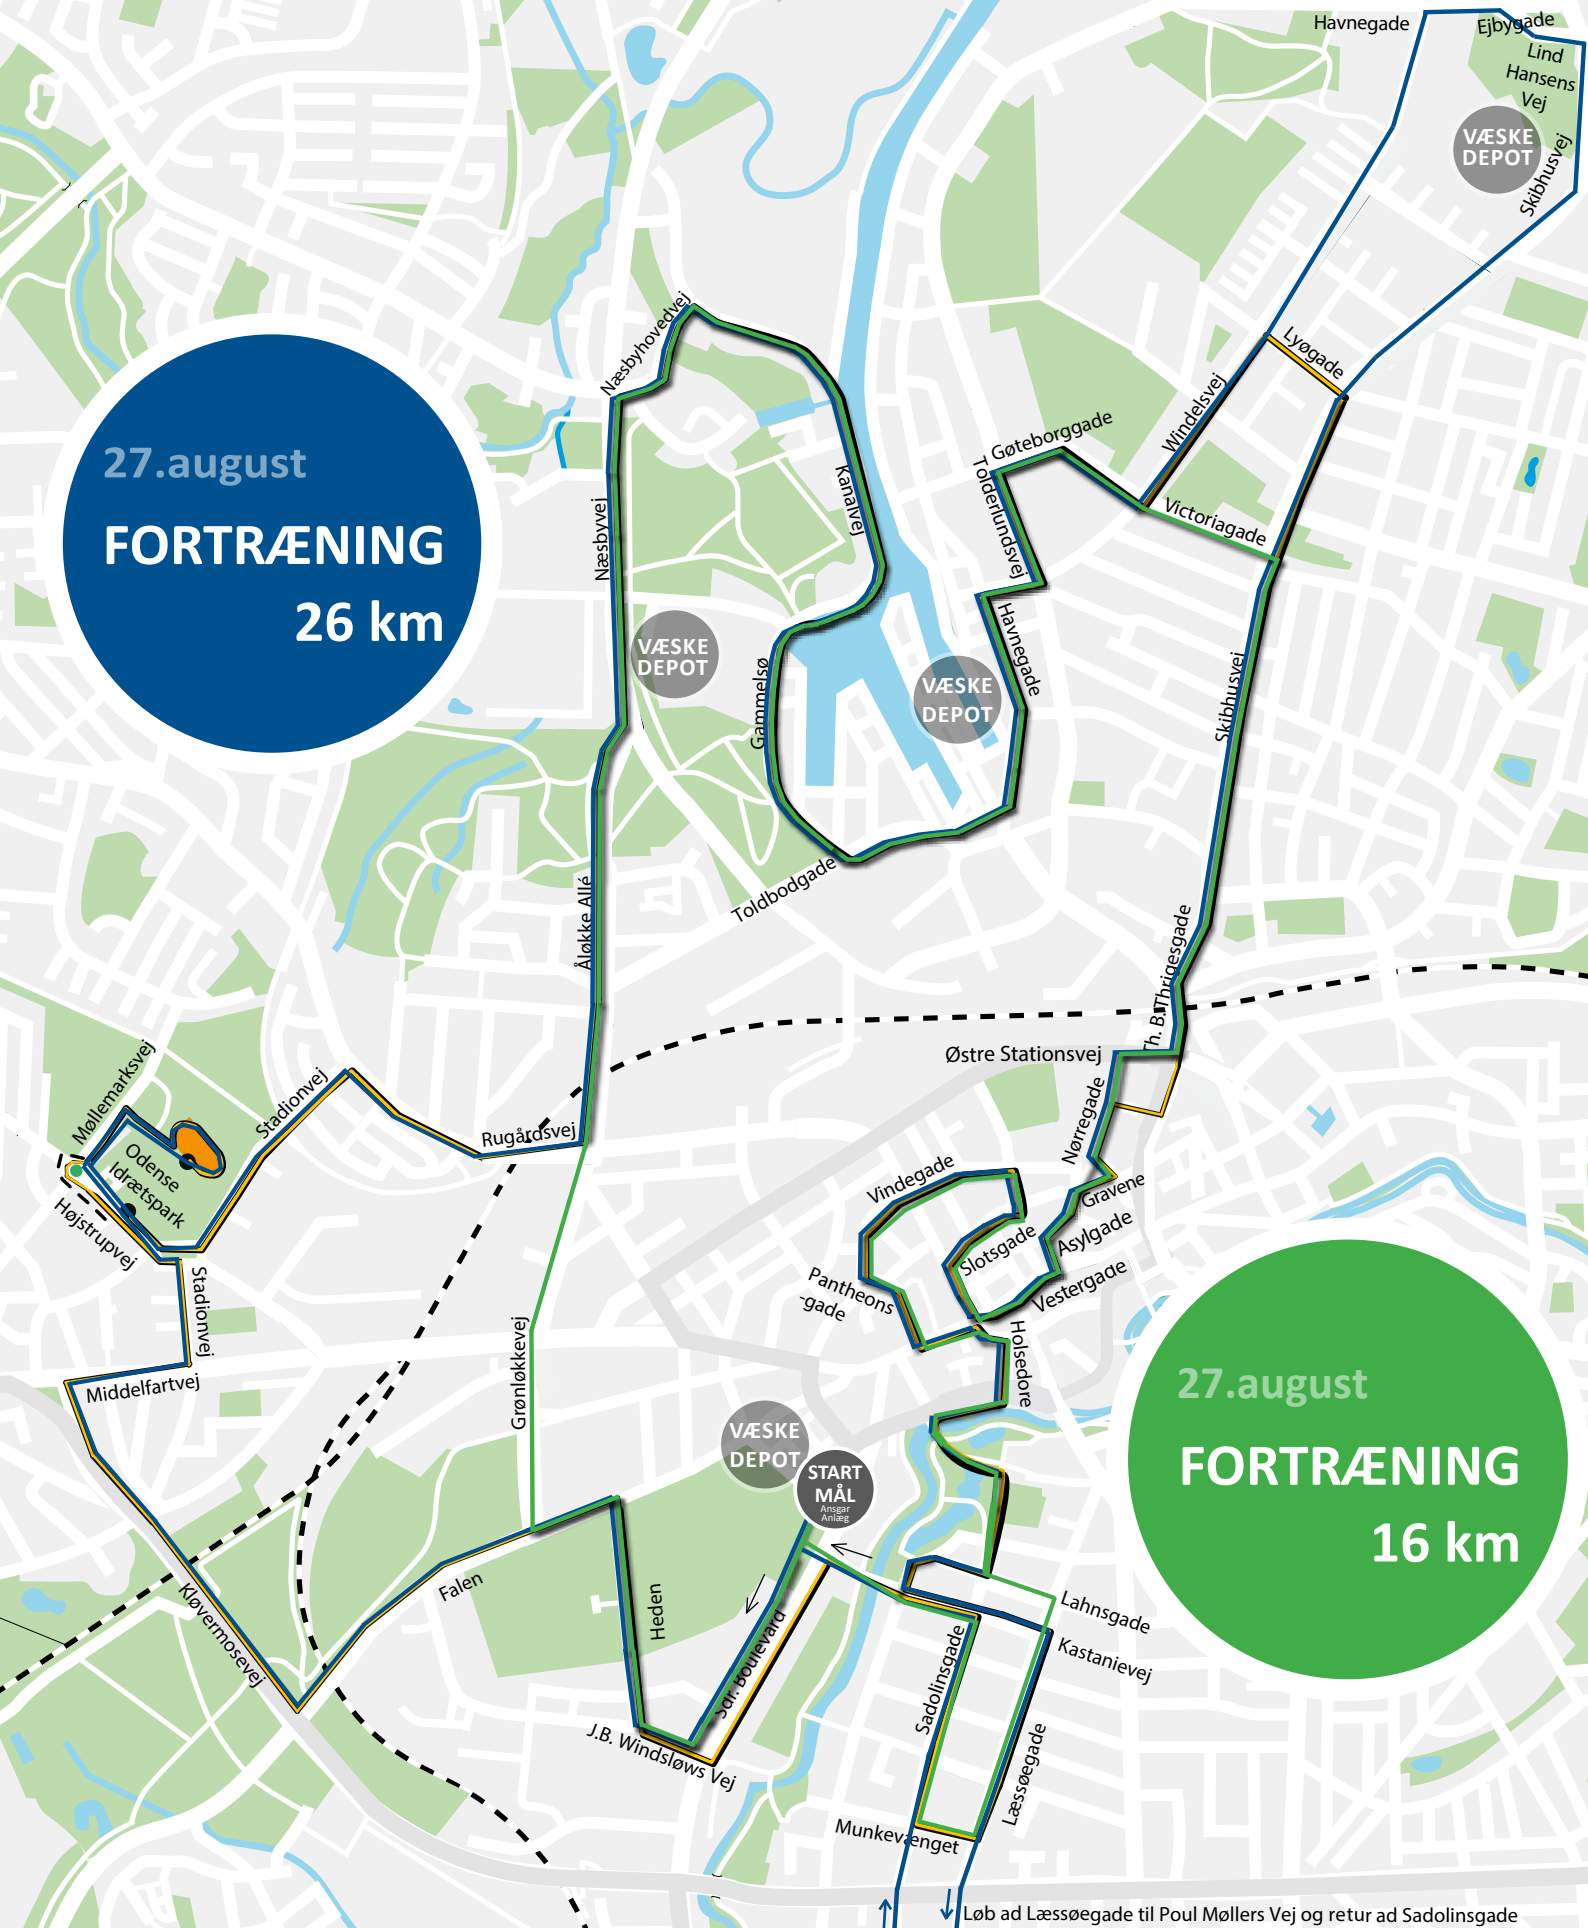 Havnegade
Ejbygade
Lind
Hansens
Vej
VÆSKE
DEPOT
Skibhusvej
Næsbyhovedvej
Lyøgade
Windelsvej
27.august
FORTRÆNING
26 km
Gøteborggade
Tolderlundsvej
Kanalvej
Victoriagade
Næsbyvej
VÆSKE
DEPOT
Havnegade
Gammelsø
VÆSKE
DEPOT
Skibhusvej
Toldbodgade
Åløkke Allé
Th. B. Thrigesgade
Østre Stationsvej
Møllemarksvej
Stadionvej
Rugårdsvej
Nørregade
Odense
Idrætspark
Vindegade
Gravene
Højstrupvej
Slotsgade
Asylgade
Stadionvej
Pantheons
-gade
Vestergade
Holsedore
Grønløkkevej
Middelfartvej
27.august
FORTRÆNING
16 km
VÆSKE
DEPOT
START
MÅL
Ansgar
Anlæg
Falen
Kløvermosevej
Heden
Sdr. Boulevard
Lahnsgade
Kastanievej
Sadolinsgade
J.B. Windsløws Vej
Læssøegade
Munkevænget
Løb ad Læssøegade til Poul Møllers Vej og retur ad Sadolinsgade